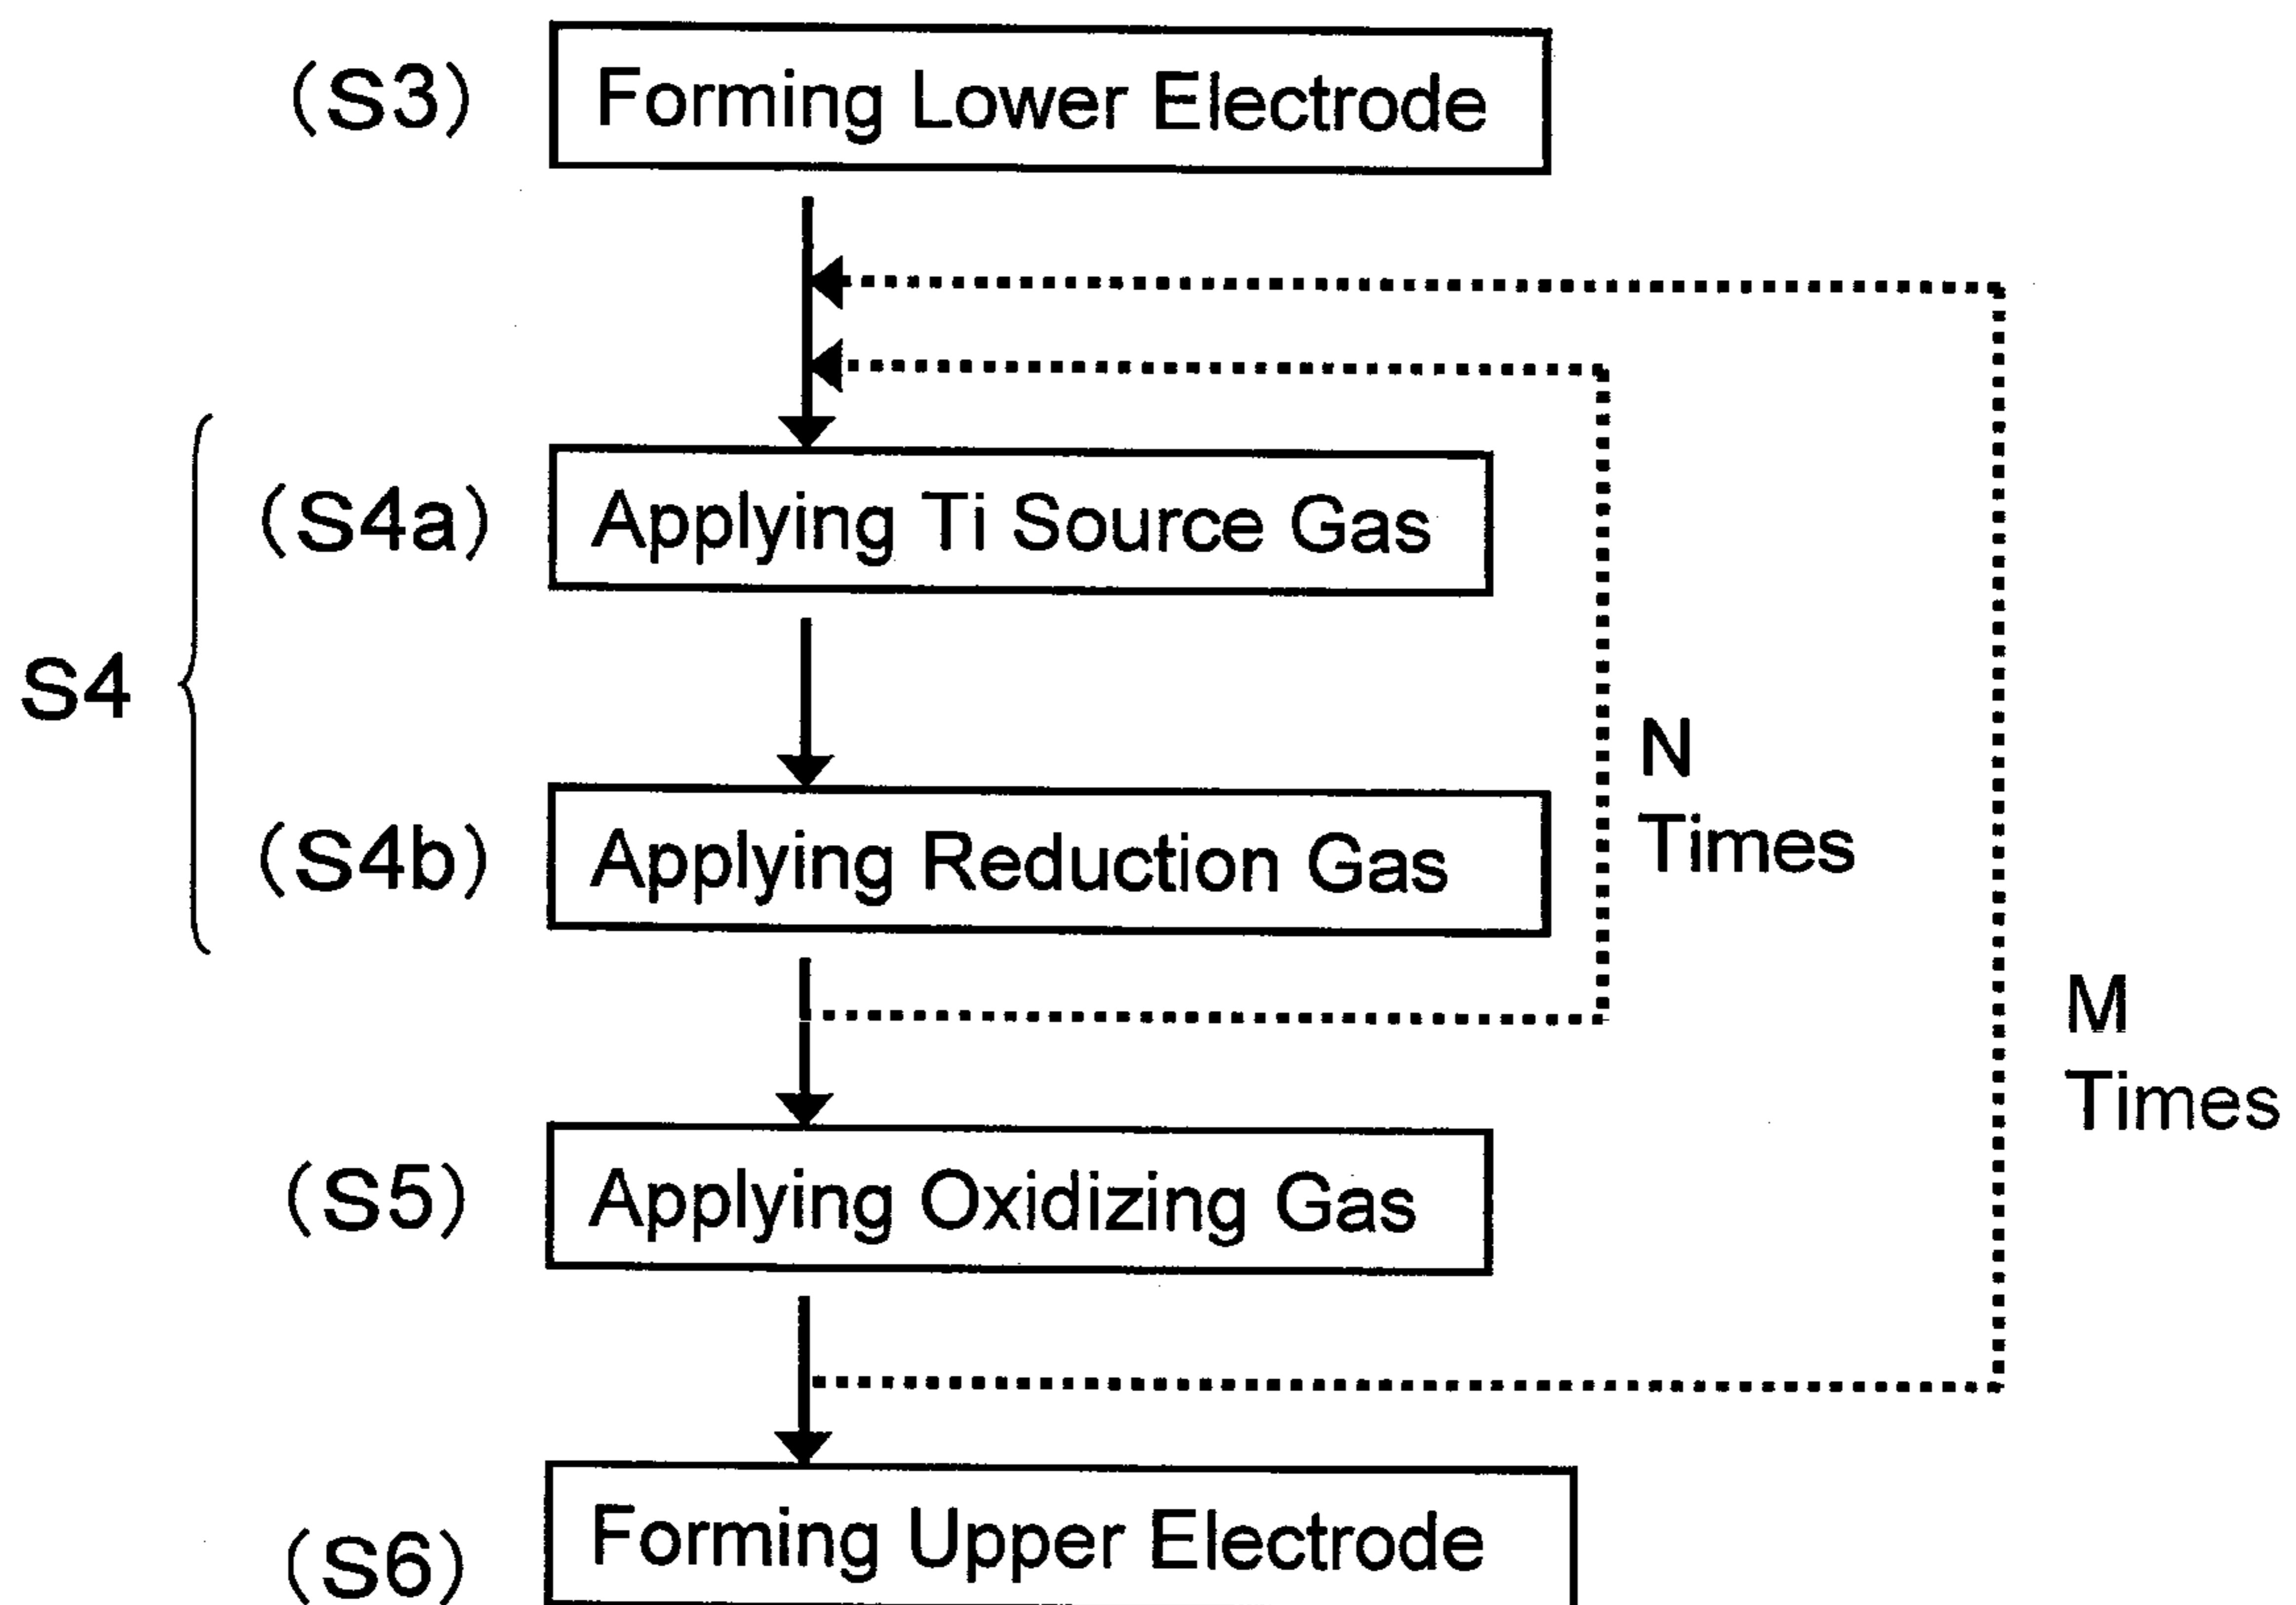 (S3) Forming Lower Electrode
(S4a) Applying Ti Source Gas
S4
(S4b) Applying Reduction Gas
N
Times
M
Times
(S5) Applying Oxidizing Gas
(S6) Forming Upper Electrode